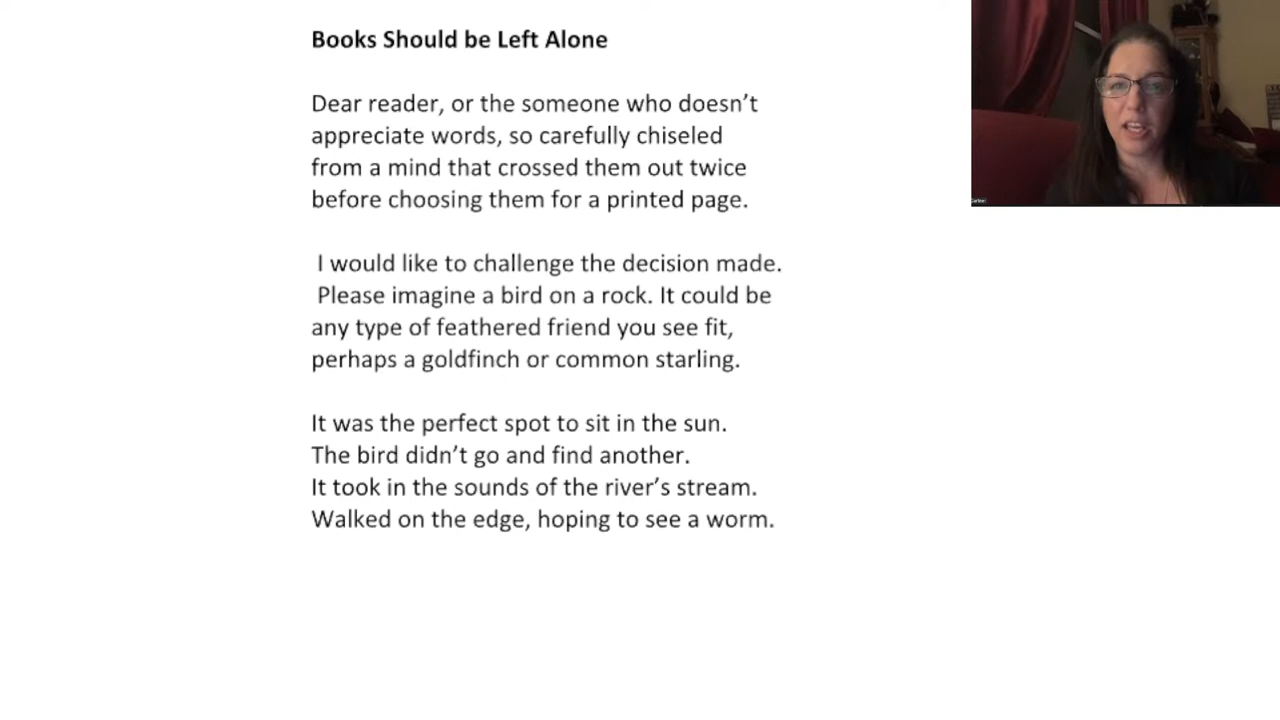 Books Should be Left Alone
Dear reader, or the someone who doesn’t
appreciate words, so carefully chiseled
from a mind that crossed them out twice
before choosing them for a printed page.
I would like to challenge the decision made.
Please imagine a bird on a rock. It could be
any type of feathered friend you see fit,
perhaps a goldfinch or common starling.
It was the perfect spot to sit in the sun.
The bird didn’t go and find another.
It took in the sounds of the river’s stream.
Walked on the edge, hoping to see a worm.